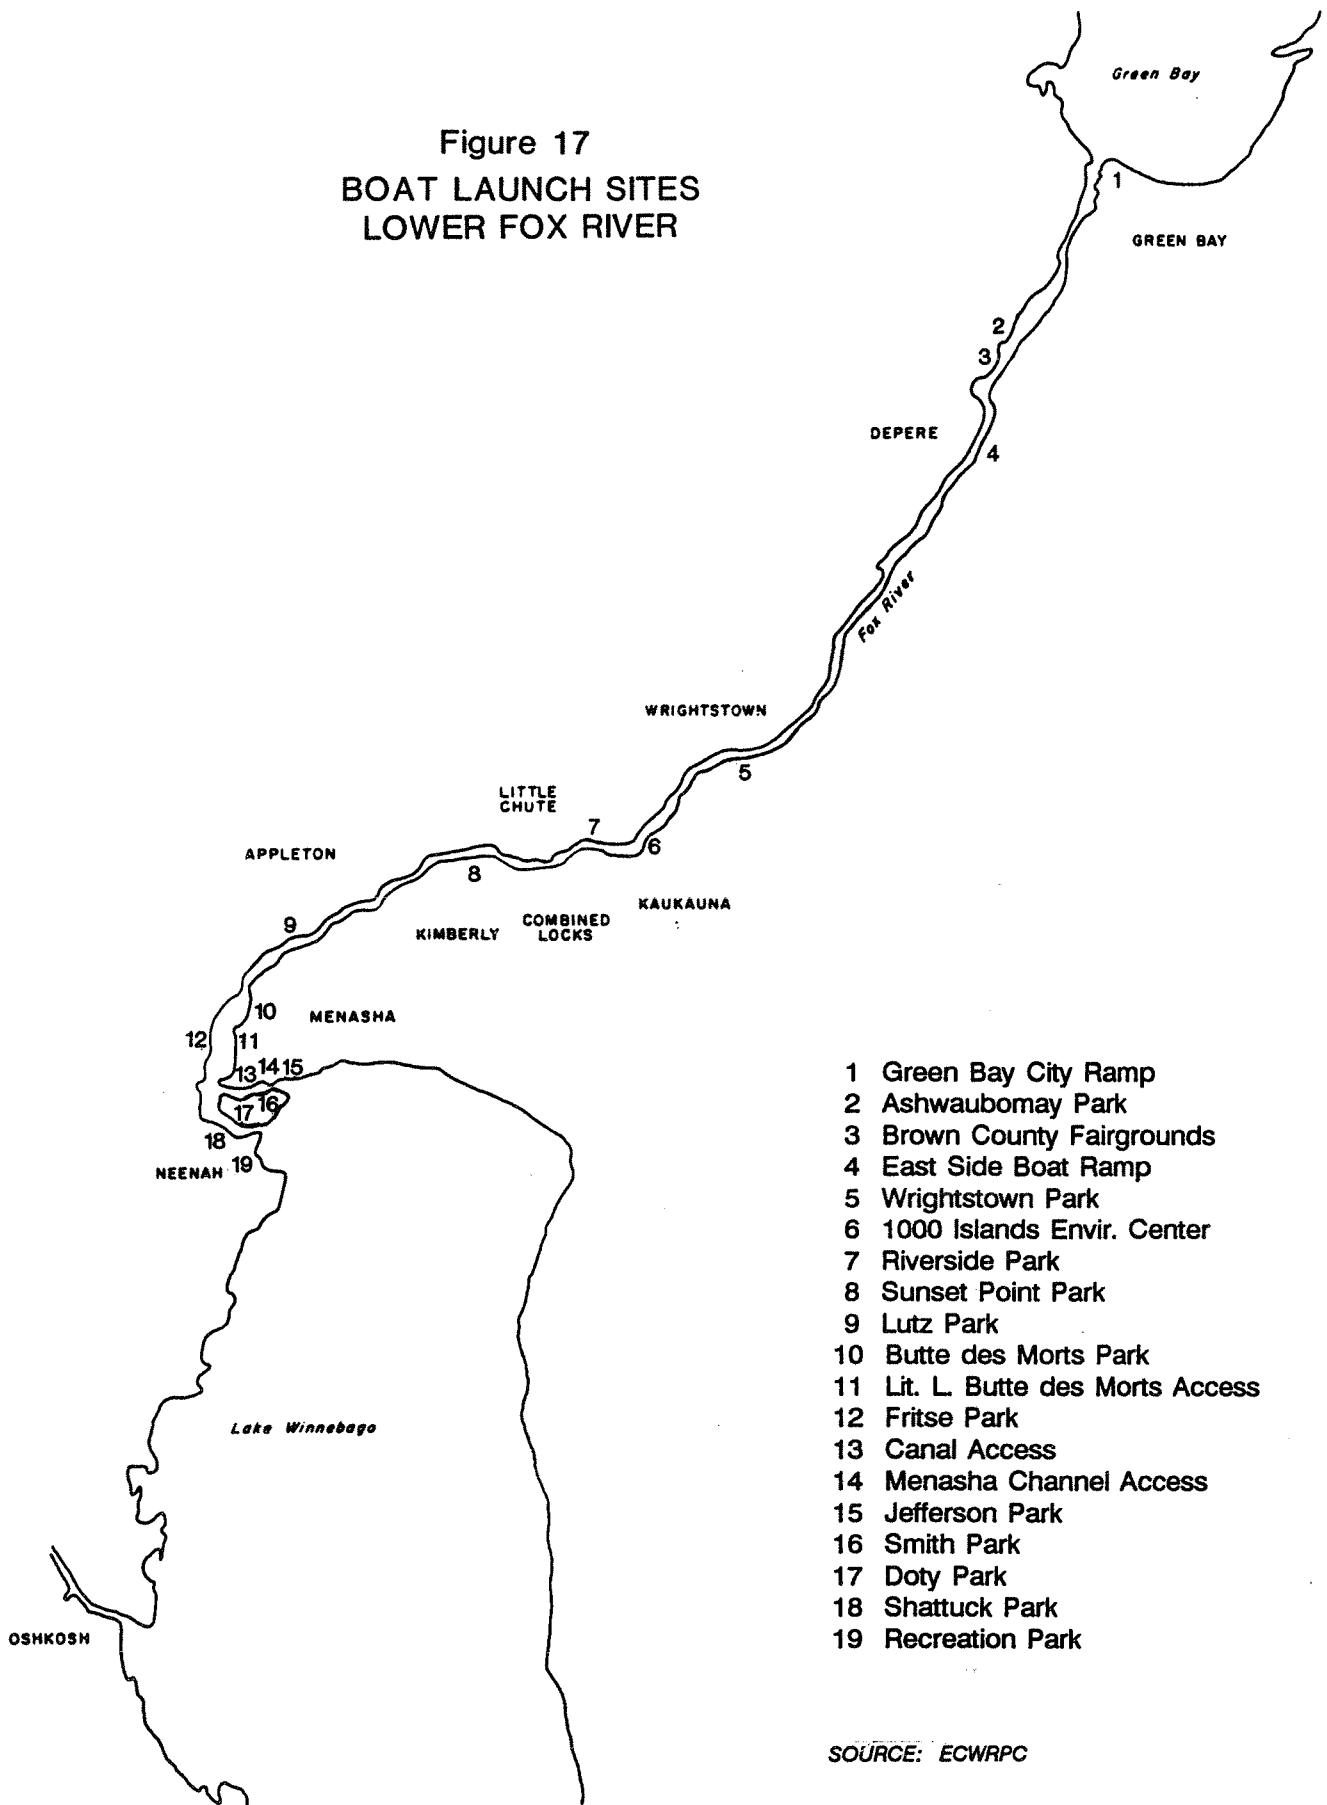 Green Bay
Figure 17
BOAT LAUNCH SITES
LOWER FOX RIVER
1
GREEN BAY
2
3
DEPERE
4
Fox River
WRIGHTSTOWN
5
LITTLE
CHUTE
7
6
APPLETON
8
KAUKAUNA
COMBINED
LOCKS
KIMBERLY
9
10
MENASHA
12
11
13 14 15
16
17
18
NEENAH 19
Lake Winnebago
OSHKOSH
1 Green Bay City Ramp
2 Ashwaubomay Park
3 Brown County Fairgrounds
4 East Side Boat Ramp
5 Wrightstown Park
6 1000 Islands Envir. Center
7 Riverside Park
8 Sunset Point Park
9 Lutz Park
10 Butte des Morts Park
11 Lit. L. Butte des Morts Access
12 Fritse Park
13 Canal Access
14 Menasha Channel Access
15 Jefferson Park
16 Smith Park
17 Doty Park
18 Shattuck Park
19 Recreation Park
SOURCE: ECWRPC